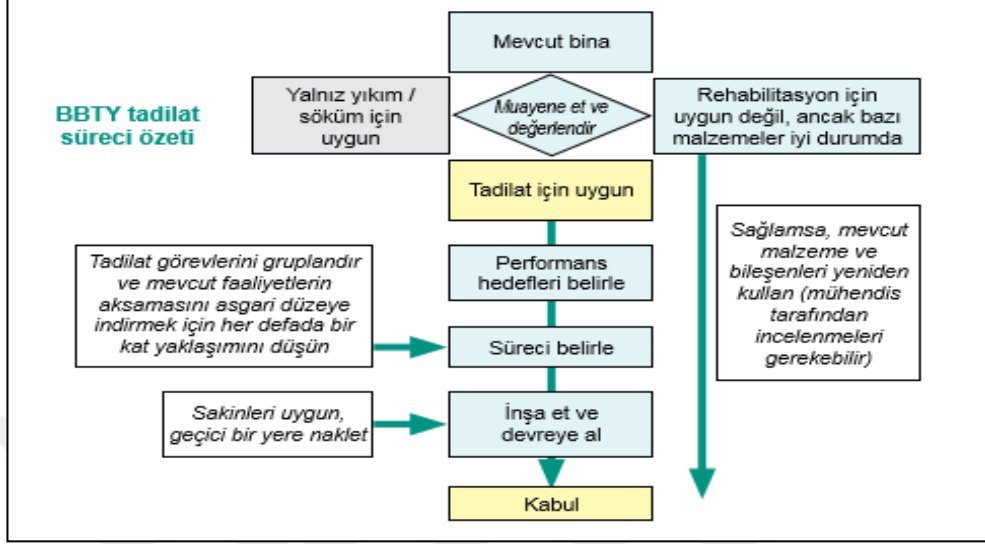 BBTY tadilat
süreci özeti
Mevcut bina
Yalnız yıkım /
söküm için
uygun
Muayene et ve
değerlendir
Rehabilitasyon için
uygun değil, ancak bazı
malzemeler iyi durumda
Tadilat için uygun
Sağlamsa, mevcut
malzeme ve
bileşenleri yeniden
kullan (mühendis
tarafından
incelenmeleri
gerekebilir)
Tadilat görevlerini gruplandır
ve mevcut faaliyetlerin
aksamasını asgari düzeye
indirmek için her defada bir
kat yaklaşımını düşün
Performans
hedefleri belirle
Süreci belirle
Sakinleri uygun,
geçici bir yere naklet
İnşa et ve
devreye al
Kabul